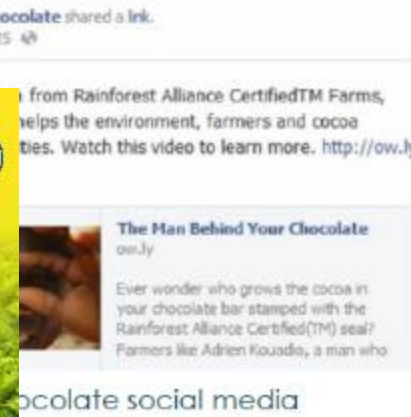 ocolate shared a link.
from Rainforest Alliance CertifiedTM Farms,
helps the environment, farmers and cocoa
ties. Watch this video to learn more. http://ow.ly
The Man Behind Your Chocolate
ow.ly
Ever wonder who grows the cocoa in
your chocolate bar stamped with the
Rainforest Alliance Certified(TM) seal?
Farmers like Adrien Kouadio, a man who
ocolate social media